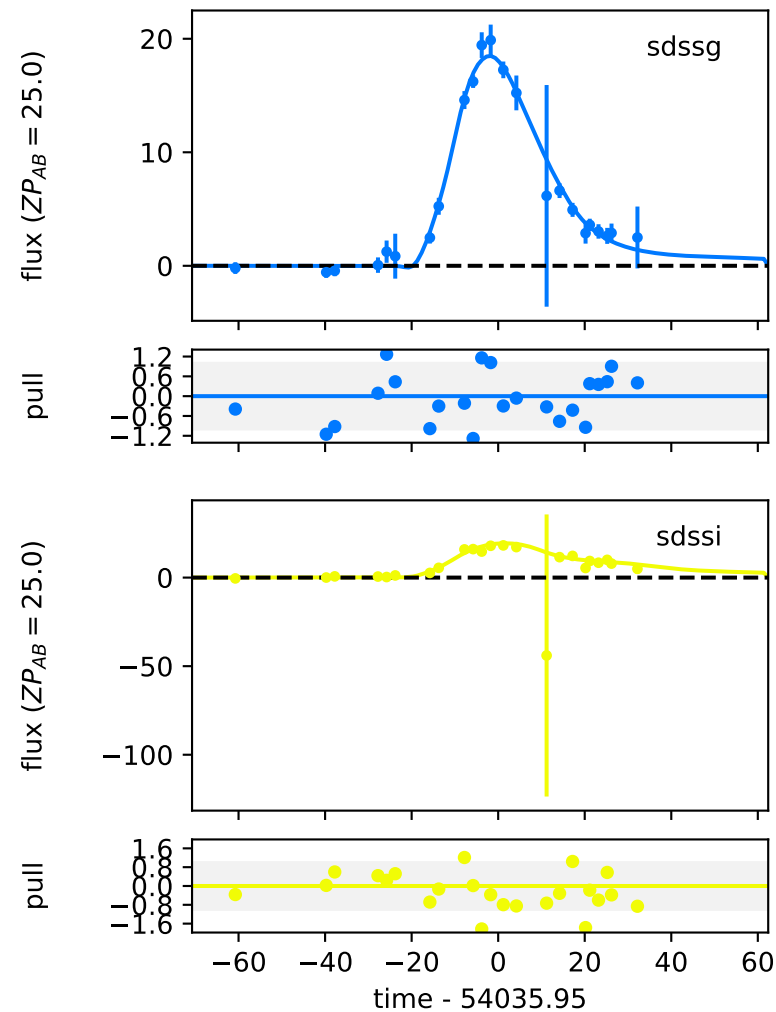 sdssg
flux (ZP_AB = 25.0)
20
10
0
pull
1.2
0.6
0.0
−0.6
−1.2
sdssi
flux (ZP_AB = 25.0)
0
−50
−100
pull
1.6
0.8
0.0
−0.8
−1.6
−60 −40 −20 0 20 40 60
time - 54035.95